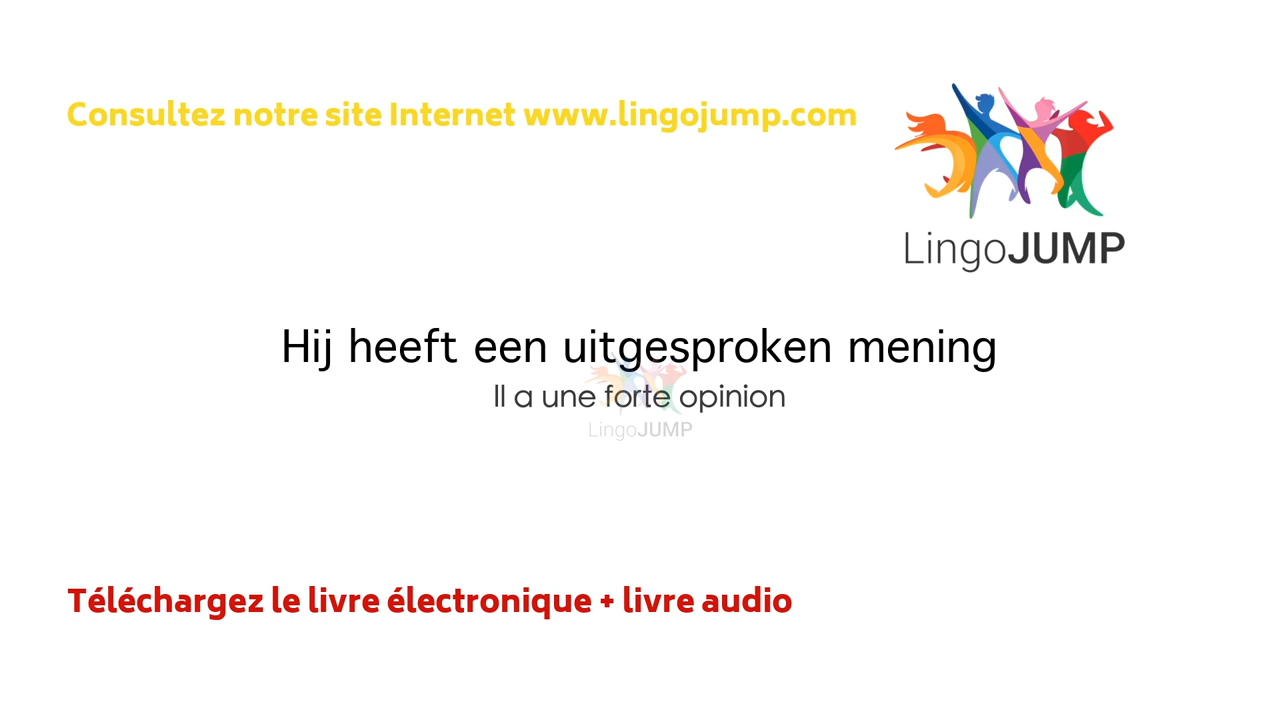 Consultez notre site Internet www.lingojump.com
LingoJUMP
Hij heeft een uitgesproken mening
Il a une forte opinion
LingoJUMP
Téléchargez le livre électronique + livre audio